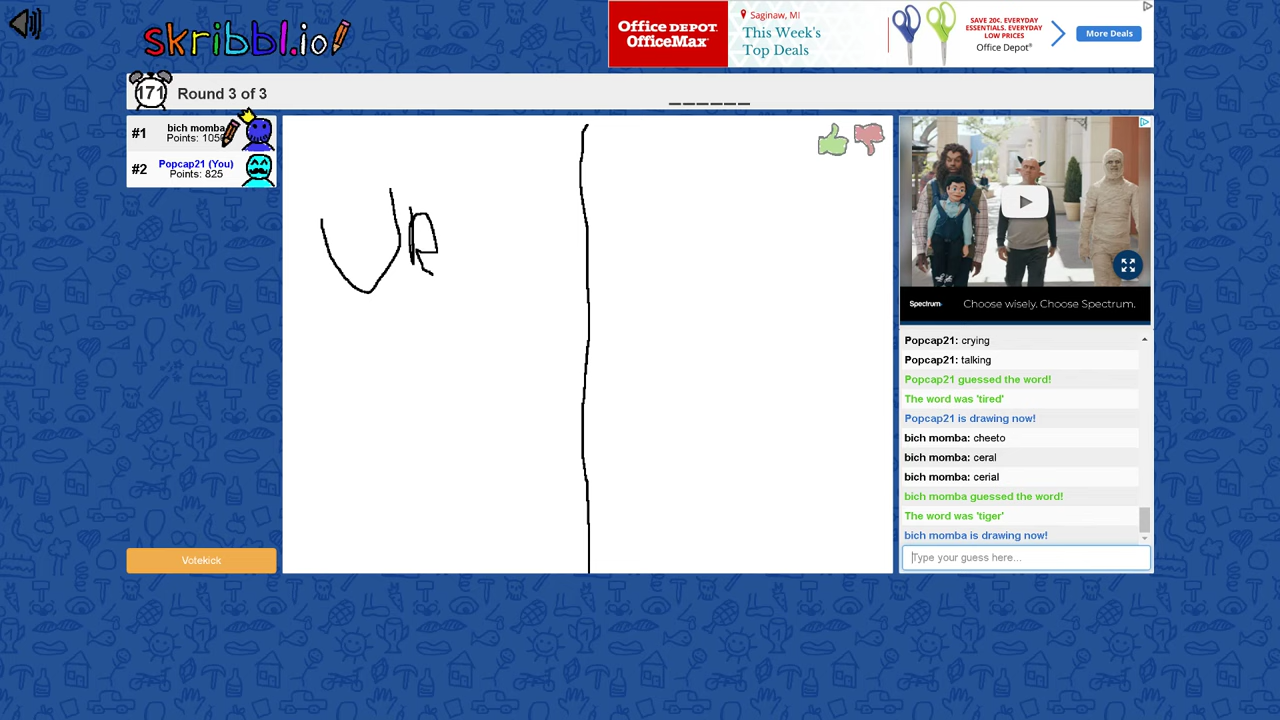 skribbl.io
Office DEPOT
OfficeMax
Saginaw, MI
This Week's
Top Deals
SAVE 20¢. EVERYDAY
ESSENTIALS. EVERYDAY
LOW PRICES
Office Depot
More Deals
171
Round 3 of 3
______
#1
bich momba
Points: 1050
#2
Popcap21 (You)
Points: 825
Spectrum
Choose wisely. Choose Spectrum.
Popcap21: crying
Popcap21: talking
Popcap21 guessed the word!
The word was 'tired'
Popcap21 is drawing now!
bich momba: cheeto
bich momba: ceral
bich momba: cerial
bich momba guessed the word!
The word was 'tiger'
bich momba is drawing now!
Type your guess here...
Votekick